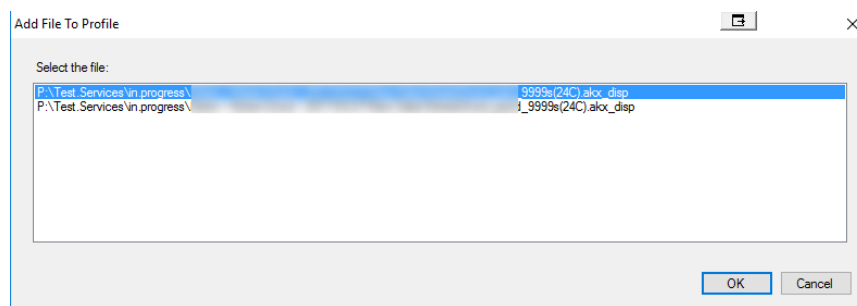 Add File To Profile
Select the file:
P:\Test.Services\in.progress\ _9999s(24C).akx_disp
P:\Test.Services\in.progress\ d_9999s(24C).akx_disp
OK Cancel